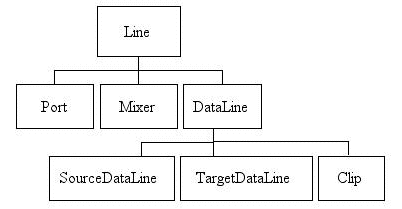 Line
Port
Mixer
DataLine
SourceDataLine
TargetDataLine
Clip